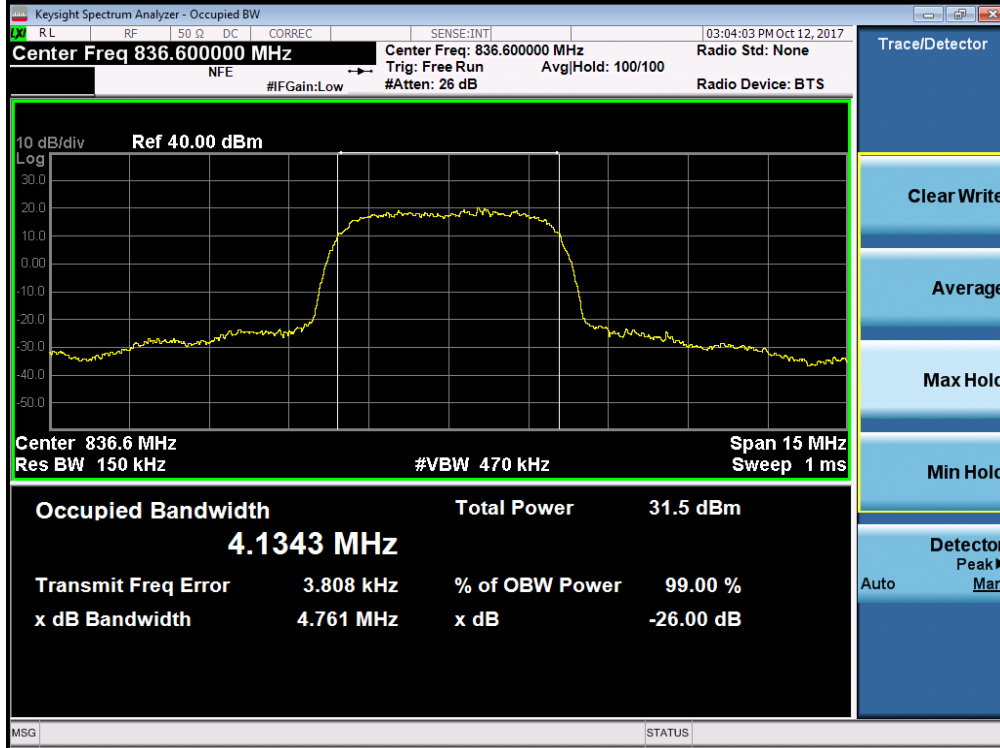 Keysight Spectrum Analyzer - Occupied BW
LXI RL RF 50 Ω DC CORREC SENSE:INT 03:04:03 PM Oct 12, 2017
Center Freq 836.600000 MHz
NFE
#IFGain:Low
Center Freq: 836.600000 MHz
Trig: Free Run Avg|Hold: 100/100
#Atten: 26 dB
Radio Std: None
Radio Device: BTS
Trace/Detector
10 dB/div Ref 40.00 dBm
Log
30.0
20.0
10.0
0.00
-10.0
-20.0
-30.0
-40.0
-50.0
Center 836.6 MHz Span 15 MHz
Res BW 150 kHz #VBW 470 kHz Sweep 1 ms
Occupied Bandwidth
4.1343 MHz
Total Power 31.5 dBm
Transmit Freq Error 3.808 kHz % of OBW Power 99.00 %
x dB Bandwidth 4.761 MHz x dB -26.00 dB
Clear Write
Average
Max Hold
Min Hold
Detector
Peak
Auto Man
MSG STATUS